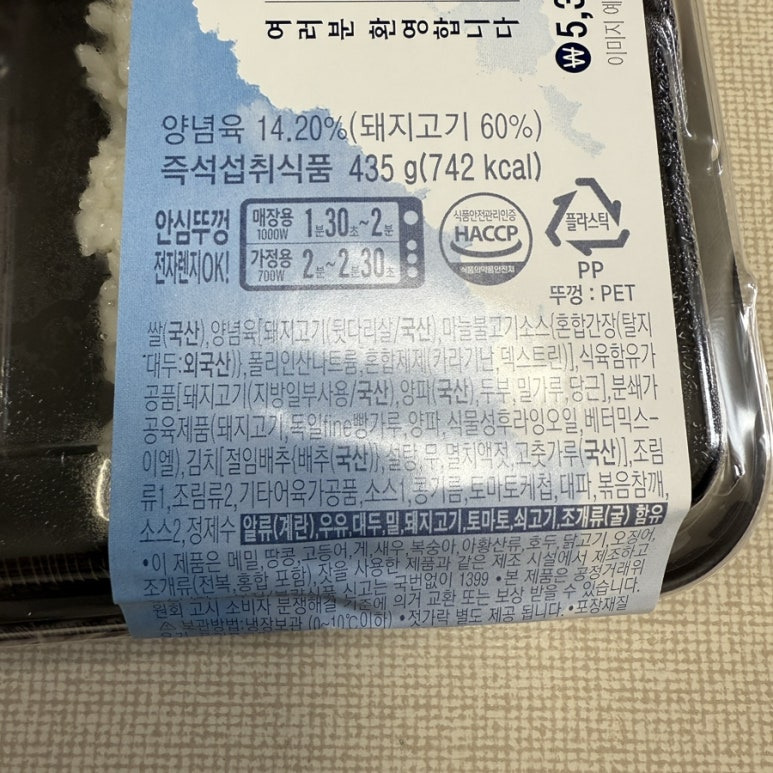 여러분 환영합니다
₩5,3
이미지 예
양념육 14.20%(돼지고기 60%)
즉석섭취식품 435 g(742 kcal)
안심뚜껑
전자렌지OK!
매장용 1000W 1분30초~2분
가정용 700W 2분~2분30초
식품안전관리인증
HACCP
식품의약품안전처
플라스틱
PP
뚜껑 : PET
쌀(국산),양념육[돼지고기(뒷다리살/국산),마늘불고기소스{혼합간장(탈지
대두:외국산)},폴리인산나트륨,혼합제제(카라기난,덱스트린)],식육함유가
공품[돼지고기(지방일부사용/국산),양파(국산),두부,밀가루,당근],분쇄가
공육제품(돼지고기,독일fine빵가루,양파,식물성후라잉오일,베터믹스-
이엘),김치[절임배추(배추(국산)),설탕,무,멸치액젓,고춧가루(국산)],조림
류1,조림류2,기타어육가공품,소스1,콩기름,토마토케첩,대파,볶음참깨,
소스2,정제수 알류(계란),우유,대두,밀,돼지고기,토마토,쇠고기,조개류(굴) 함유
•이 제품은 메밀,땅콩,고등어,게,새우,복숭아,아황산류,호두,닭고기,오징어,
조개류(전복,홍합 포함),잣을 사용한 제품과 같은 제조 시설에서 제조하고
신고는 국번없이 1399 •본 제품은 공정거래위
원회 고시 소비자 분쟁해결 기준에 의거 교환 또는 보상 받을 수 있습니다.
보관방법:냉장보관 (0~10℃이하) •젓가락 별도 제공 됩니다. •포장재질